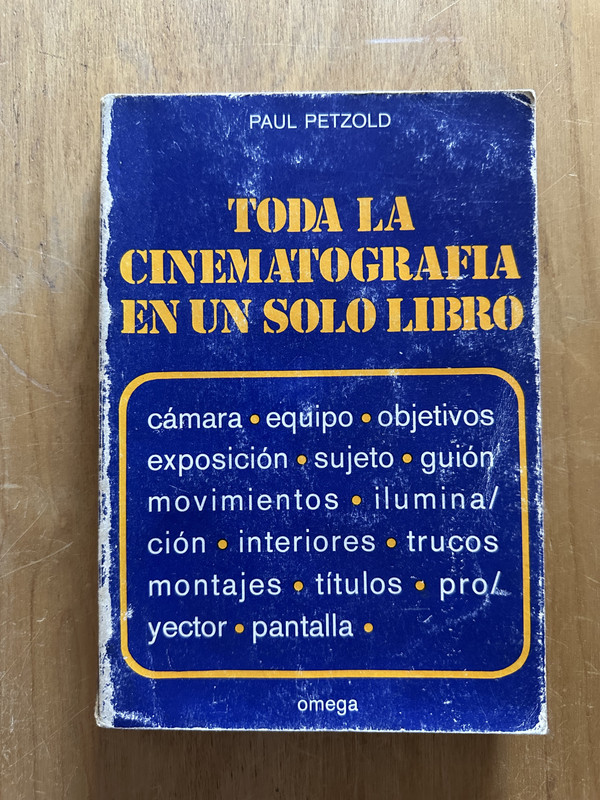 PAUL PETZOLD
TODA LA
CINEMATOGRAFIA
EN UN SOLO LIBRO
cámara • equipo • objetivos
exposición • sujeto • guión
movimientos • ilumina/
ción • interiores • trucos
montajes • títulos • pro/
yector • pantalla •
omega